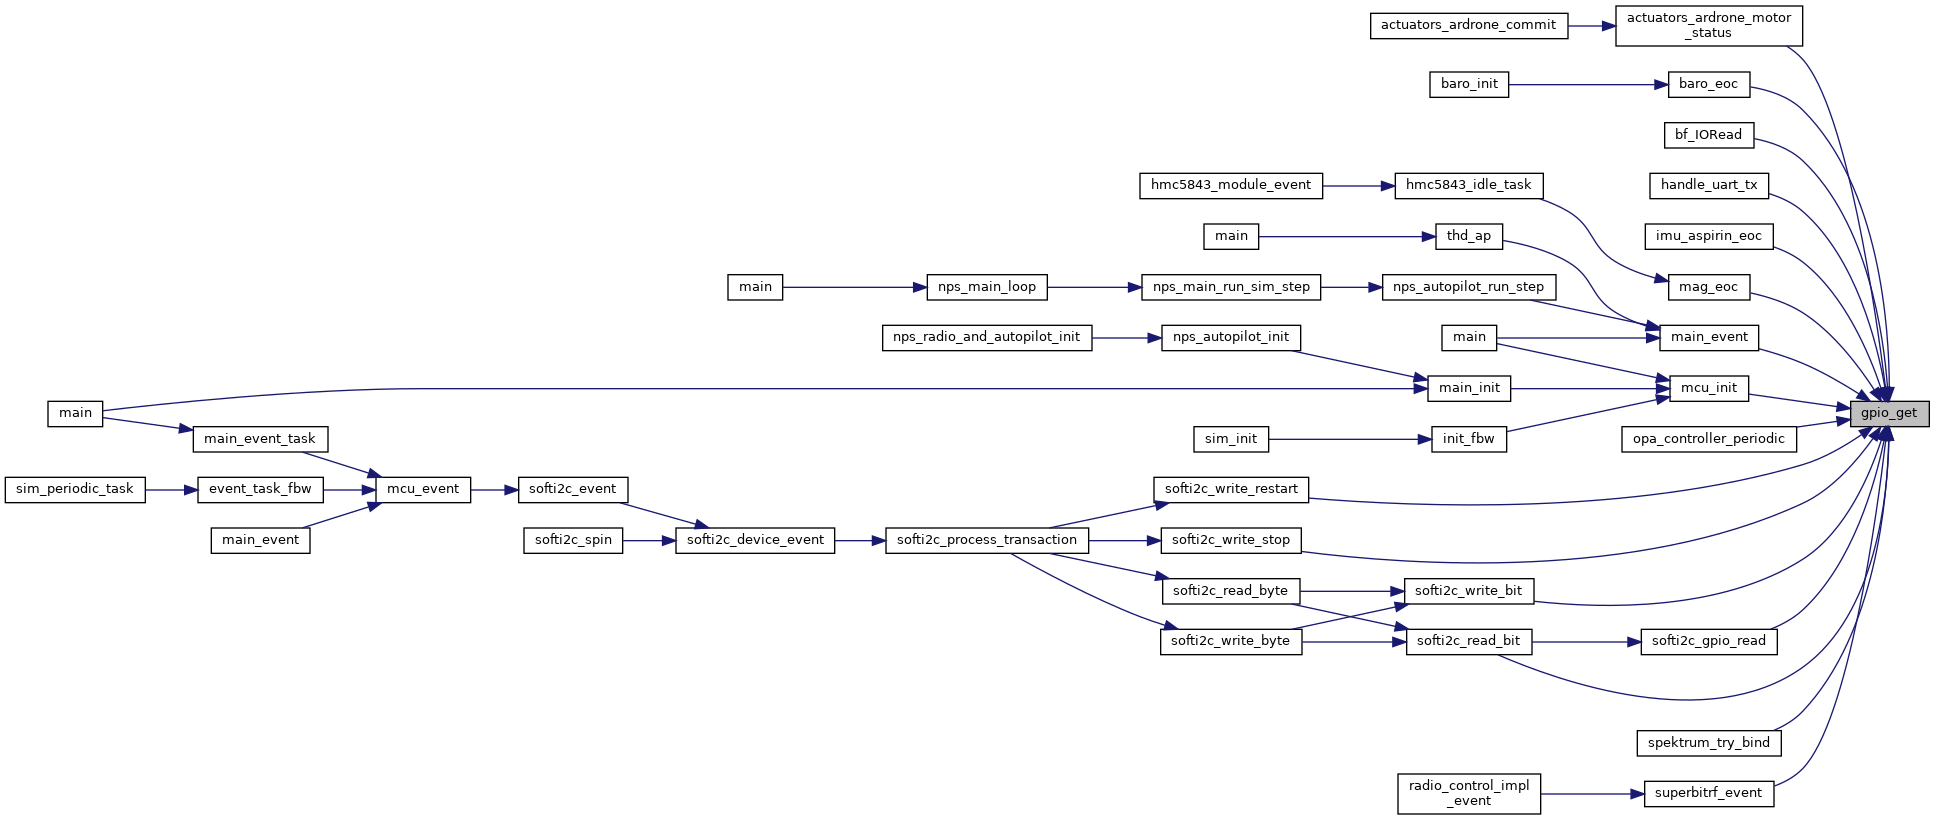 actuators_ardrone_commit
actuators_ardrone_motor
_status
baro_init
baro_eoc
bf_IORead
hmc5843_module_event
hmc5843_idle_task
handle_uart_tx
main
thd_ap
imu_aspirin_eoc
main
nps_main_loop
nps_main_run_sim_step
nps_autopilot_run_step
mag_eoc
nps_radio_and_autopilot_init
nps_autopilot_init
main
main_event
main_init
mcu_init
main
gpio_get
main_event_task
sim_init
init_fbw
opa_controller_periodic
sim_periodic_task
event_task_fbw
mcu_event
softi2c_event
softi2c_write_restart
main_event
softi2c_spin
softi2c_device_event
softi2c_process_transaction
softi2c_write_stop
softi2c_read_byte
softi2c_write_bit
softi2c_write_byte
softi2c_read_bit
softi2c_gpio_read
spektrum_try_bind
radio_control_impl
_event
superbitrf_event